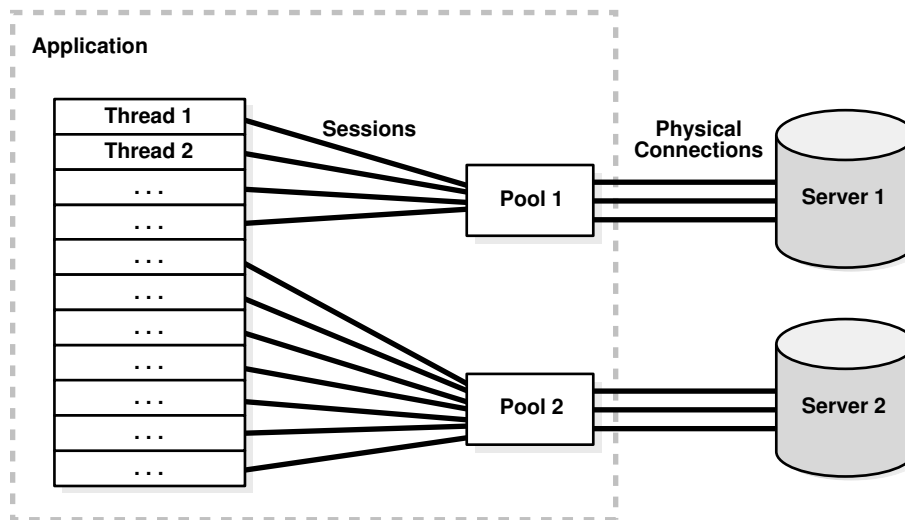 Application
Thread 1
Thread 2
. . .
. . .
. . .
. . .
. . .
. . .
. . .
. . .
. . .
Sessions
Pool 1
Pool 2
Physical
Connections
Server 1
Server 2